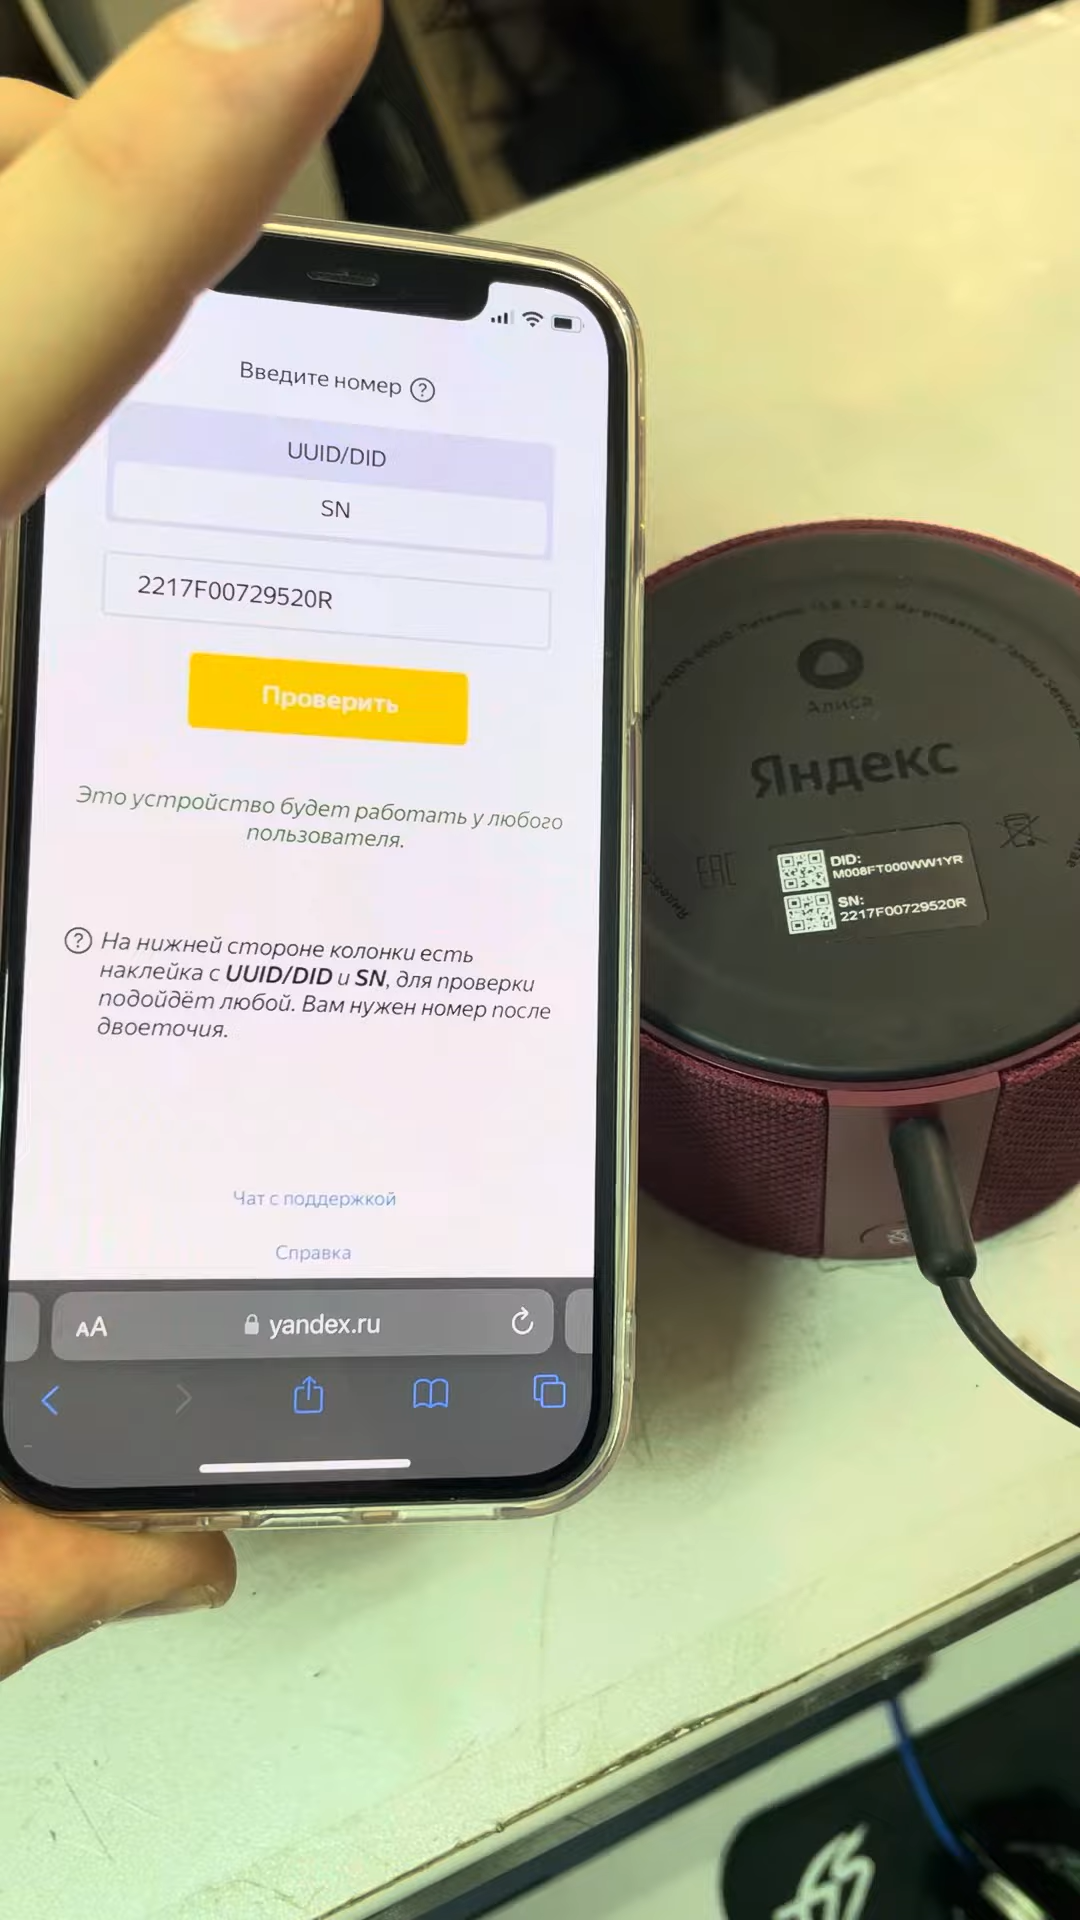 Введите номер ?
UUID/DID
SN
2217F00729520R
Проверить
Это устройство будет работать у любого
пользователя.
? На нижней стороне колонки есть
наклейка с UUID/DID и SN, для проверки
подойдёт любой. Вам нужен номер после
двоеточия.
Чат с поддержкой
Справка
AA
yandex.ru
Алиса
Яндекс
EAC
DID:
M008FT000WW1YR
SN:
2217F00729520R